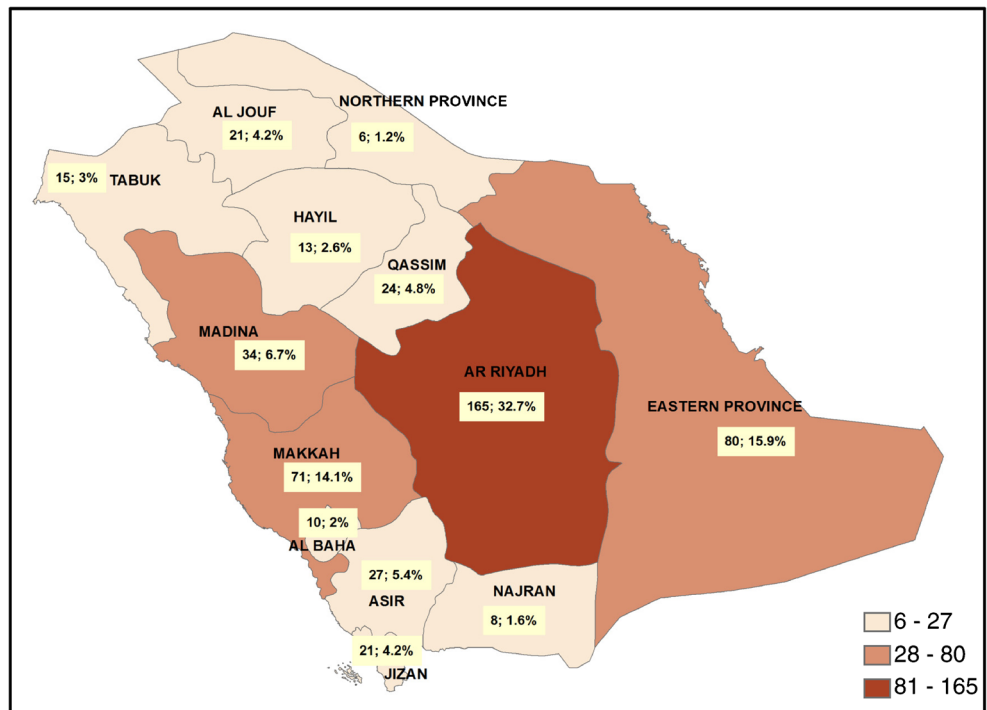 NORTHERN PROVINCE
6; 1.2%
AL JOUF
21; 4.2%
15; 3%
TABUK
HAYIL
13; 2.6%
QASSIM
24; 4.8%
MADINA
34; 6.7%
AR RIYADH
165; 32.7%
EASTERN PROVINCE
80; 15.9%
MAKKAH
71; 14.1%
10; 2%
AL BAHA
27; 5.4%
ASIR
NAJRAN
8; 1.6%
21; 4.2%
JIZAN
6 - 27
28 - 80
81 - 165